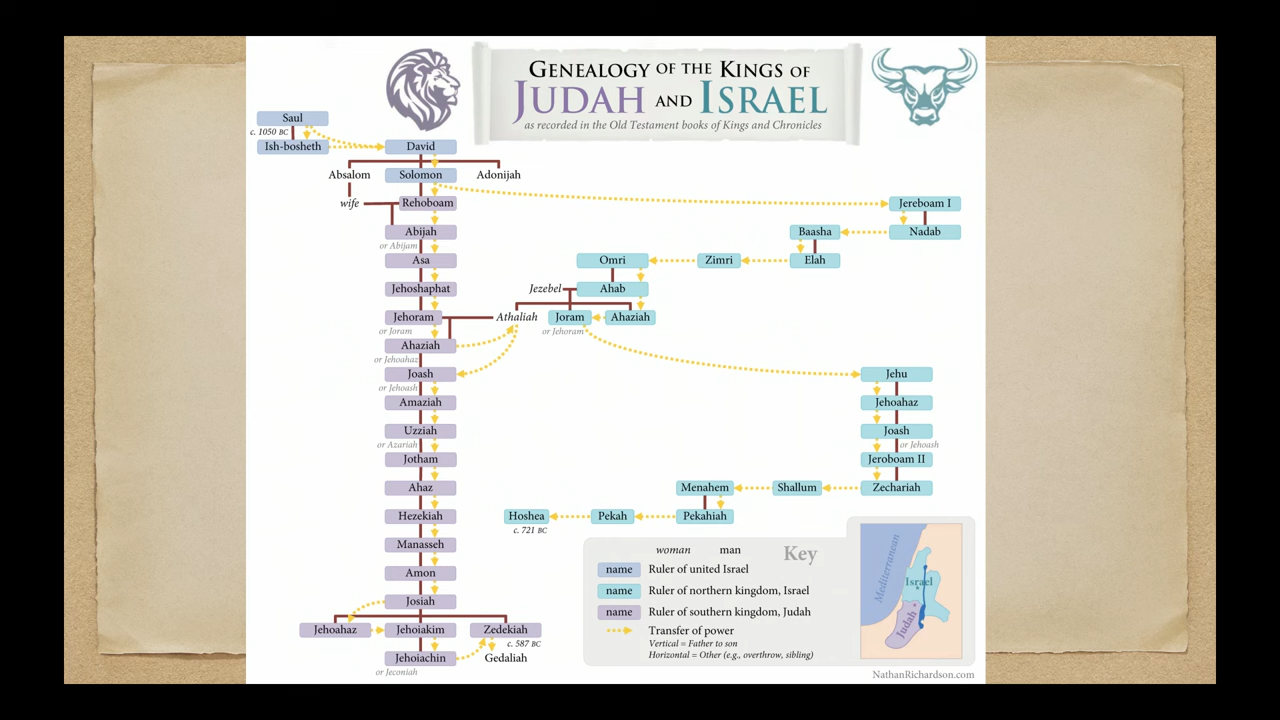 GENEALOGY OF THE KINGS OF
JUDAH AND ISRAEL
as recorded in the Old Testament books of Kings and Chronicles
Saul
c. 1050 BC
Ish-bosheth
David
Absalom
Solomon
Adonijah
wife
Rehoboam
Jereboam I
Abijah
or Abijam
Baasha
Nadab
Asa
Omri
Zimri
Elah
Jehoshaphat
Jezebel
Ahab
Jehoram
or Joram
Athaliah
Joram
or Jehoram
Ahaziah
Ahaziah
or Jehoahaz
Joash
or Jehoash
Jehu
Amaziah
Jehoahaz
Uzziah
or Azariah
Joash
or Jehoash
Jotham
Jeroboam II
Ahaz
Menahem
Shallum
Zechariah
Hezekiah
Hoshea
c. 721 BC
Pekah
Pekahiah
Manasseh
Amon
Josiah
Jehoahaz
Jehoiakim
Zedekiah
c. 587 BC
Jehoiachin
or Jeconiah
Gedaliah
woman man Key
name Ruler of united Israel
name Ruler of northern kingdom, Israel
name Ruler of southern kingdom, Judah
Transfer of power
Vertical = Father to son
Horizontal = Other (e.g., overthrow, sibling)
Mediterranean
Israel
Judah
NathanRichardson.com